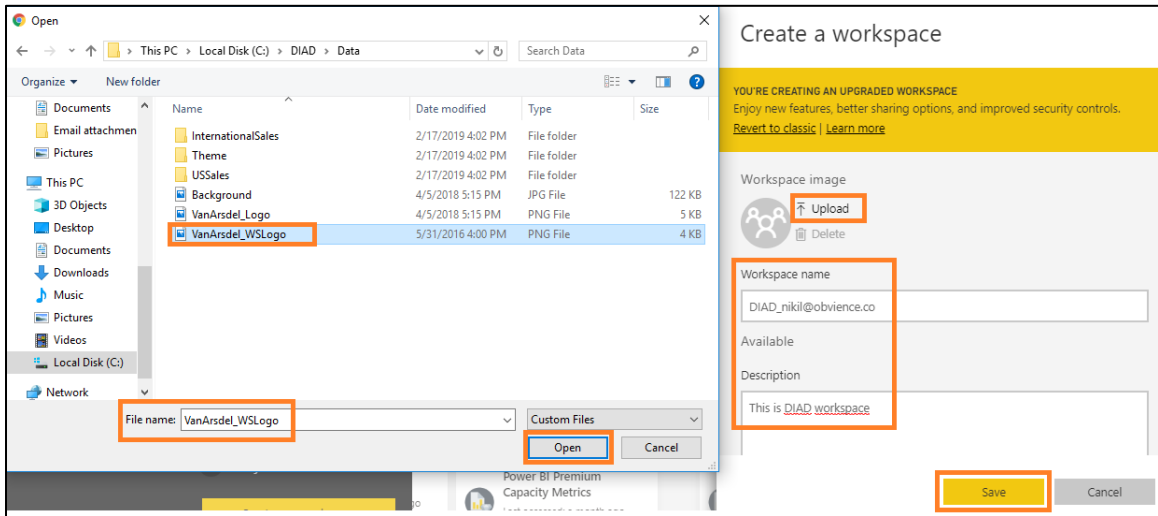 Open
This PC > Local Disk (C:) > DIAD > Data
Search Data
Organize
New folder
Documents
Email attachmen
Pictures
This PC
3D Objects
Desktop
Documents
Downloads
Music
Pictures
Videos
Local Disk (C:)
Network
Name Date modified Type Size
InternationalSales 2/17/2019 4:02 PM File folder
Theme 2/17/2019 4:02 PM File folder
USSales 2/17/2019 4:02 PM File folder
Background 4/5/2018 5:15 PM JPG File 122 KB
VanArsdel_Logo 4/5/2018 5:15 PM PNG File 5 KB
VanArsdel_WSLogo 5/31/2016 4:00 PM PNG File 4 KB
File name: VanArsdel_WSLogo
Custom Files
Open Cancel
Power BI Premium
Capacity Metrics
Create a workspace
YOU'RE CREATING AN UPGRADED WORKSPACE
Enjoy new features, better sharing options, and improved security controls.
Revert to classic | Learn more
Workspace image
Upload
Delete
Workspace name
DIAD_nikil@obvience.co
Available
Description
This is DIAD workspace
Save Cancel